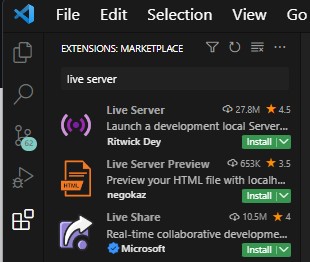 File Edit Selection View Go
EXTENSIONS: MARKETPLACE
live server
Live Server 27.8M 4.5
Launch a development local Server...
Ritwick Dey Install
Live Server Preview 653K 3.5
Preview your HTML file with localh...
HTML
negokaz Install
62
Live Share 10.5M 4
Real-time collaborative developme...
Microsoft Install